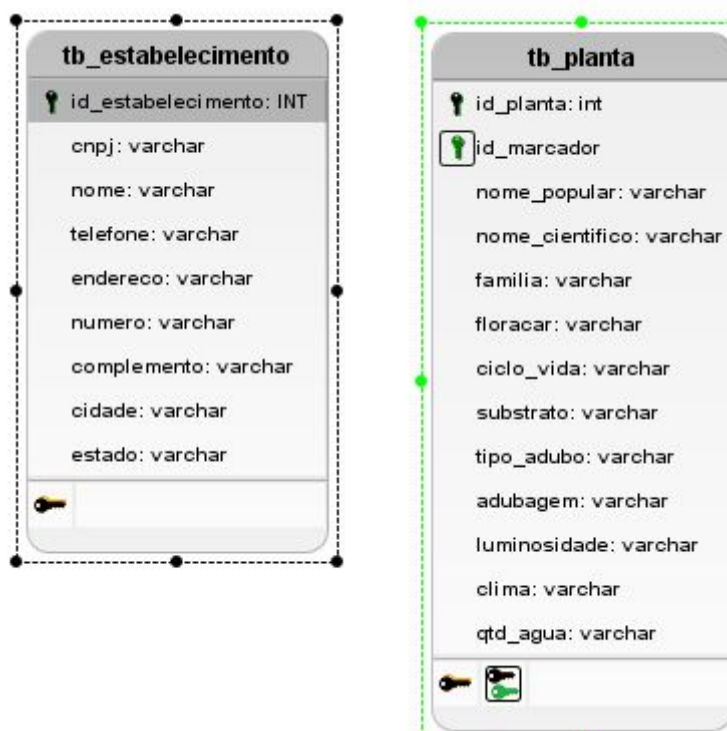 tb_estabelecimento
id_estabelecimento: INT
cnpj: varchar
nome: varchar
telefone: varchar
endereco: varchar
numero: varchar
complemento: varchar
cidade: varchar
estado: varchar
tb_planta
id_planta: int
id_marcador
nome_popular: varchar
nome_cientifico: varchar
familia: varchar
floracar: varchar
ciclo_vida: varchar
substrato: varchar
tipo_adubo: varchar
adubagem: varchar
luminosidade: varchar
clima: varchar
qtd_agua: varchar